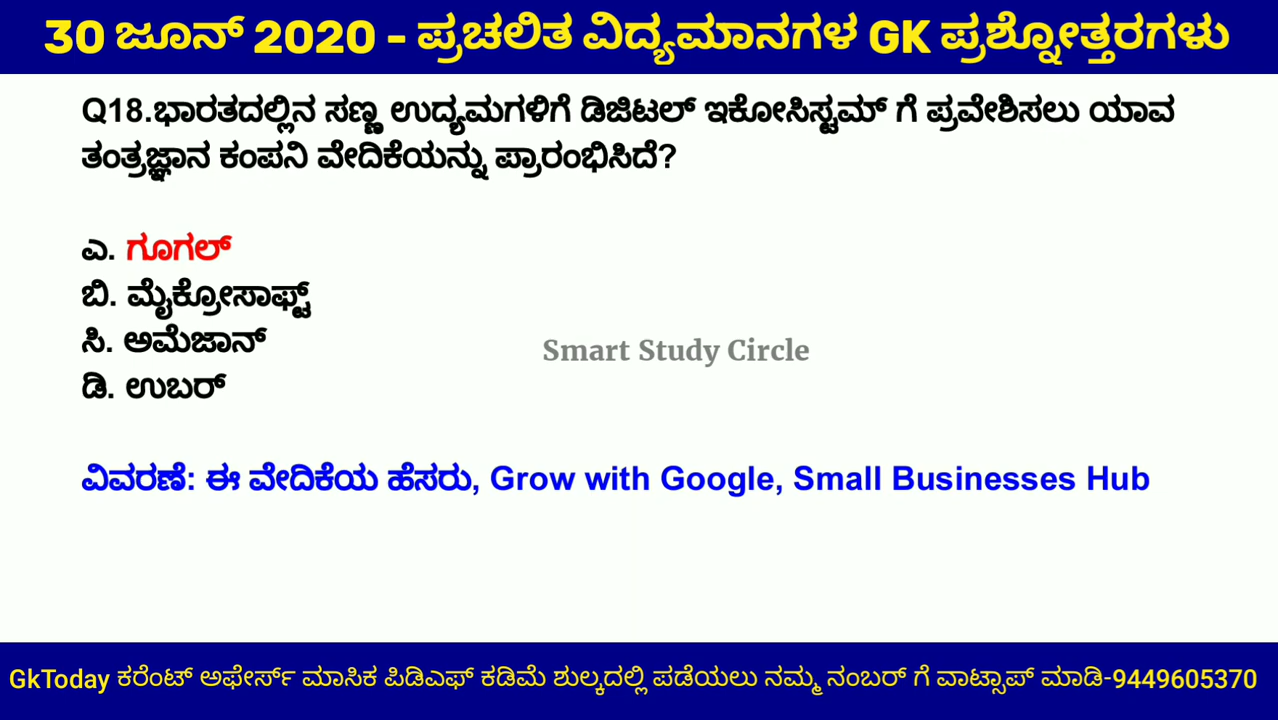 30 ಜೂನ್ 2020 - ಪ್ರಚಲಿತ ವಿದ್ಯಮಾನಗಳ GK ಪ್ರಶ್ನೋತ್ತರಗಳು
Q18.ಭಾರತದಲ್ಲಿನ ಸಣ್ಣ ಉದ್ಯಮಗಳಿಗೆ ಡಿಜಿಟಲ್ ಇಕೋಸಿಸ್ಟಮ್ ಗೆ ಪ್ರವೇಶಿಸಲು ಯಾವ
ತಂತ್ರಜ್ಞಾನ ಕಂಪನಿ ವೇದಿಕೆಯನ್ನು ಪ್ರಾರಂಭಿಸಿದೆ?
ಎ. ಗೂಗಲ್
ಬಿ. ಮೈಕ್ರೋಸಾಫ್ಟ್
ಸಿ. ಅಮೆಜಾನ್
Smart Study Circle
ಡಿ. ಉಬರ್
ವಿವರಣೆ: ಈ ವೇದಿಕೆಯ ಹೆಸರು, Grow with Google, Small Businesses Hub
GkToday ಕರೆಂಟ್ ಅಫೇರ್ಸ್ ಮಾಸಿಕ ಪಿಡಿಎಫ್ ಕಡಿಮೆ ಶುಲ್ಕದಲ್ಲಿ ಪಡೆಯಲು ನಮ್ಮ ನಂಬರ್ ಗೆ ವಾಟ್ಸಾಪ್ ಮಾಡಿ-9449605370